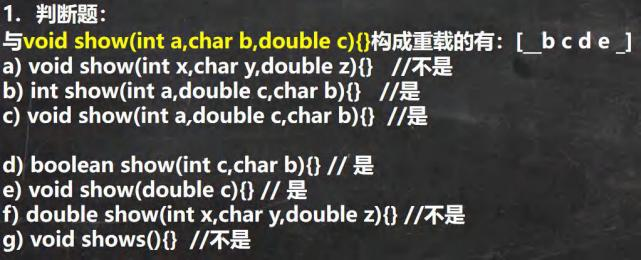 1. 判断题：
与void show(int a,char b,double c){}构成重载的有：[__b c d e _]
a) void show(int x,char y,double z){} //不是
b) int show(int a,double c,char b){} //是
c) void show(int a,double c,char b){} //是
d) boolean show(int c,char b){} // 是
e) void show(double c){} // 是
f) double show(int x,char y,double z){} //不是
g) void shows(){} //不是